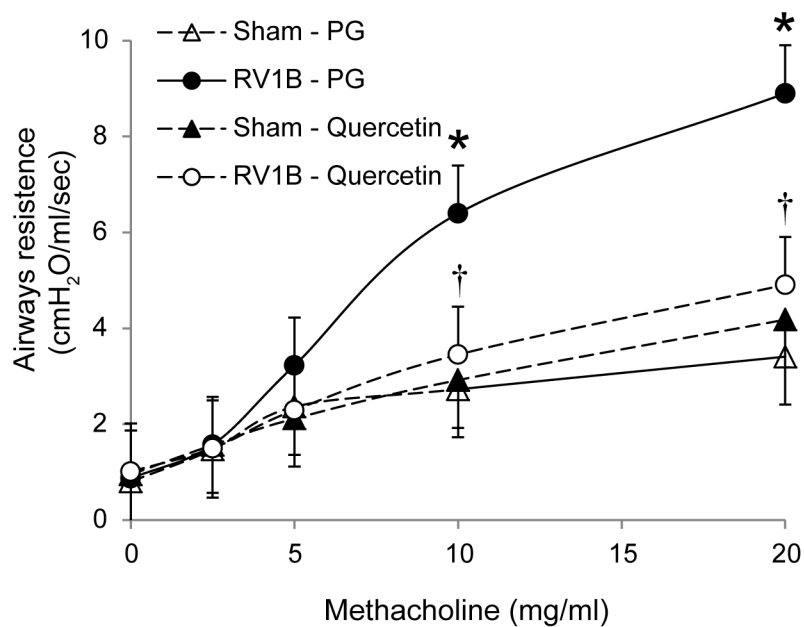 Sham - PG
RV1B - PG
Sham - Quercetin
RV1B - Quercetin
*
*
†
†
10
8
6
4
2
0
Airways resistence
(cmH₂O/ml/sec)
0 5 10 15 20
Methacholine (mg/ml)